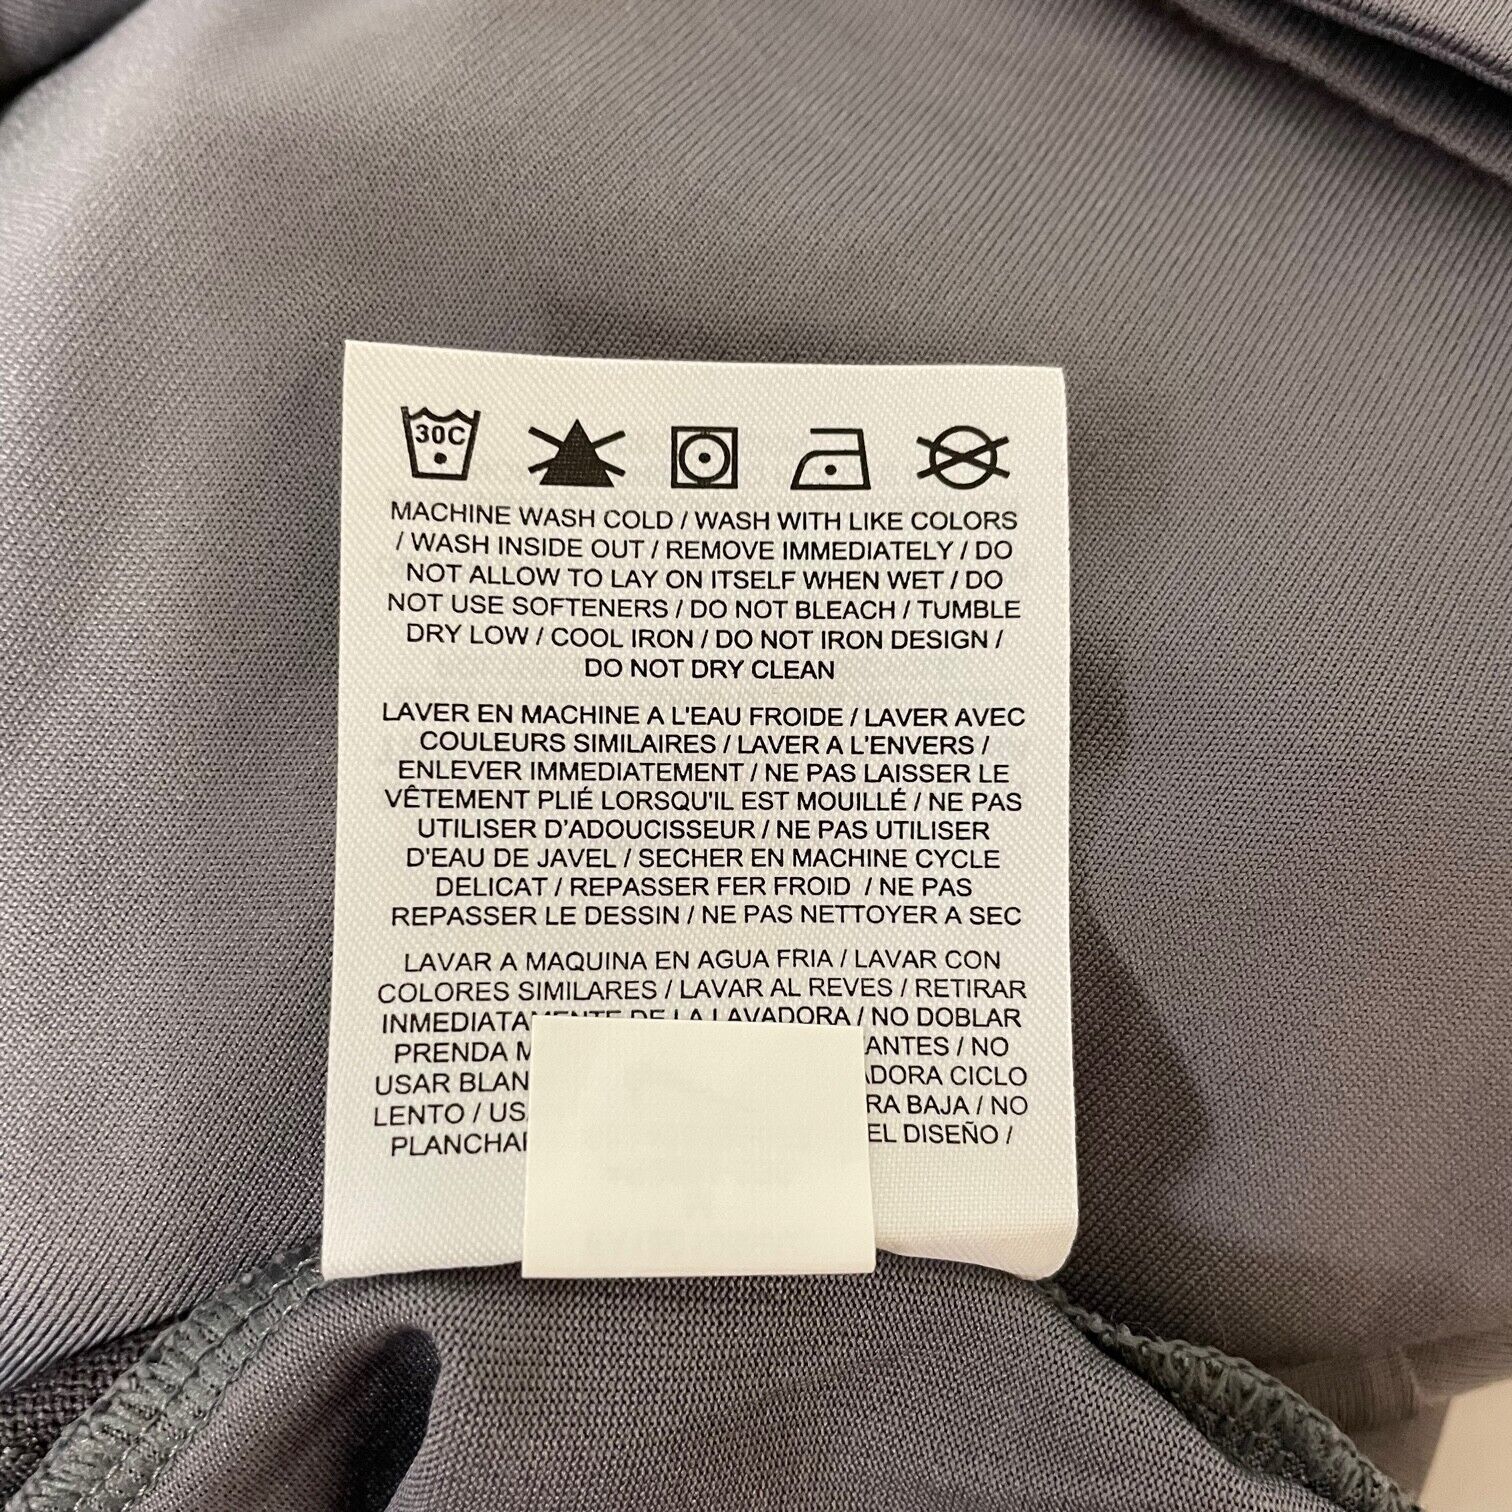 30C
MACHINE WASH COLD / WASH WITH LIKE COLORS
/ WASH INSIDE OUT / REMOVE IMMEDIATELY / DO
NOT ALLOW TO LAY ON ITSELF WHEN WET / DO
NOT USE SOFTENERS / DO NOT BLEACH / TUMBLE
DRY LOW / COOL IRON / DO NOT IRON DESIGN /
DO NOT DRY CLEAN
LAVER EN MACHINE A L'EAU FROIDE / LAVER AVEC
COULEURS SIMILAIRES / LAVER A L'ENVERS /
ENLEVER IMMEDIATEMENT / NE PAS LAISSER LE
VÊTEMENT PLIÉ LORSQU'IL EST MOUILLÉ / NE PAS
UTILISER D'ADOUCISSEUR / NE PAS UTILISER
D'EAU DE JAVEL / SECHER EN MACHINE CYCLE
DELICAT / REPASSER FER FROID / NE PAS
REPASSER LE DESSIN / NE PAS NETTOYER A SEC
LAVAR A MAQUINA EN AGUA FRIA / LAVAR CON
COLORES SIMILARES / LAVAR AL REVES / RETIRAR
INMEDIATAMENTE DE LA LAVADORA / NO DOBLAR
PRENDA / NO
USAR CICLO
LENTO / BAJA / NO
EL DISEÑO /